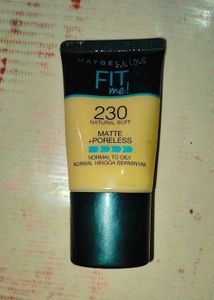 MAYBELLINE
FIT
me!
230
NATURAL BUFF
MATTE
+PORELESS
NORMAL TO OILY
NORMAL HINGGA BERMINYAK